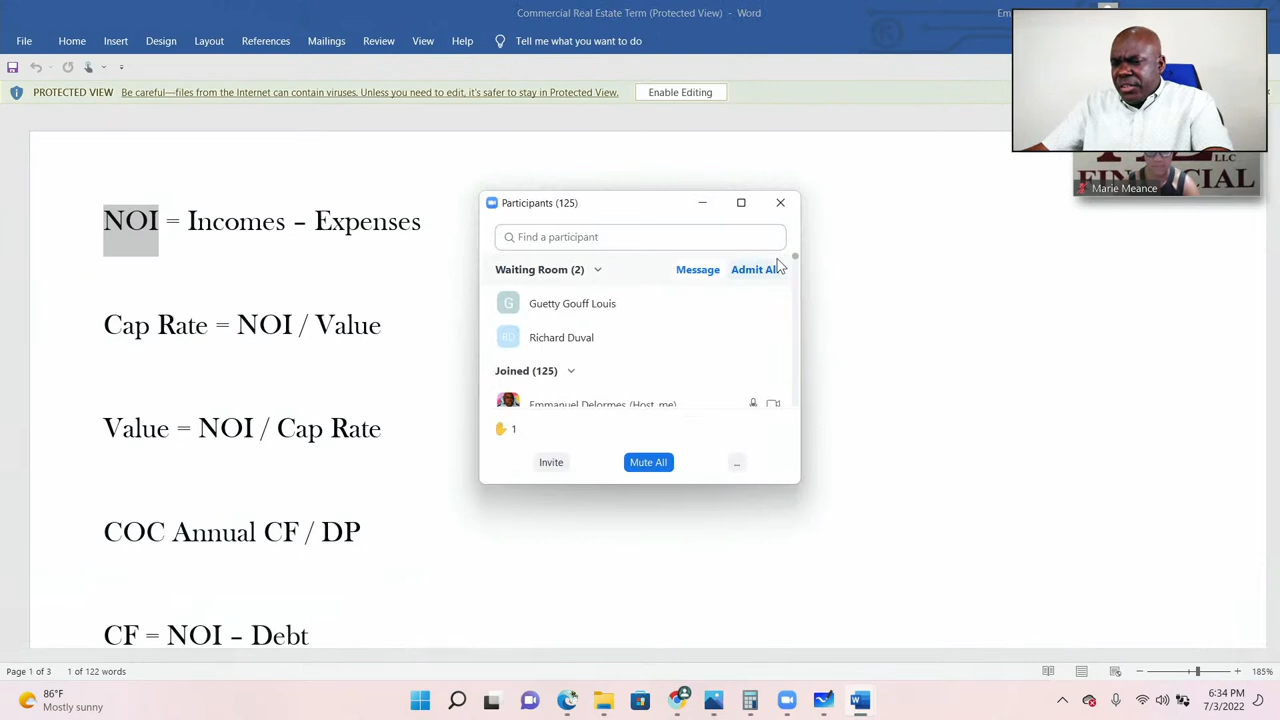 Commercial Real Estate Term (Protected View) - Word
Em
File Home Insert Design Layout References Mailings Review View Help Tell me what you want to do
PROTECTED VIEW Be careful—files from the Internet can contain viruses. Unless you need to edit, it's safer to stay in Protected View. Enable Editing
LLC
FINANCIAL
Marie Meance
NOI = Incomes – Expenses
Cap Rate = NOI / Value
Value = NOI / Cap Rate
COC Annual CF / DP
CF = NOI – Debt
Participants (125)
Find a participant
Waiting Room (2) Message Admit All
G Guetty Gouff Louis
RD Richard Duval
Joined (125)
Emmanuel Delormes (Host, me)
1
Invite Mute All ...
Page 1 of 3 1 of 122 words 185%
86°F
Mostly sunny
6:34 PM
7/3/2022